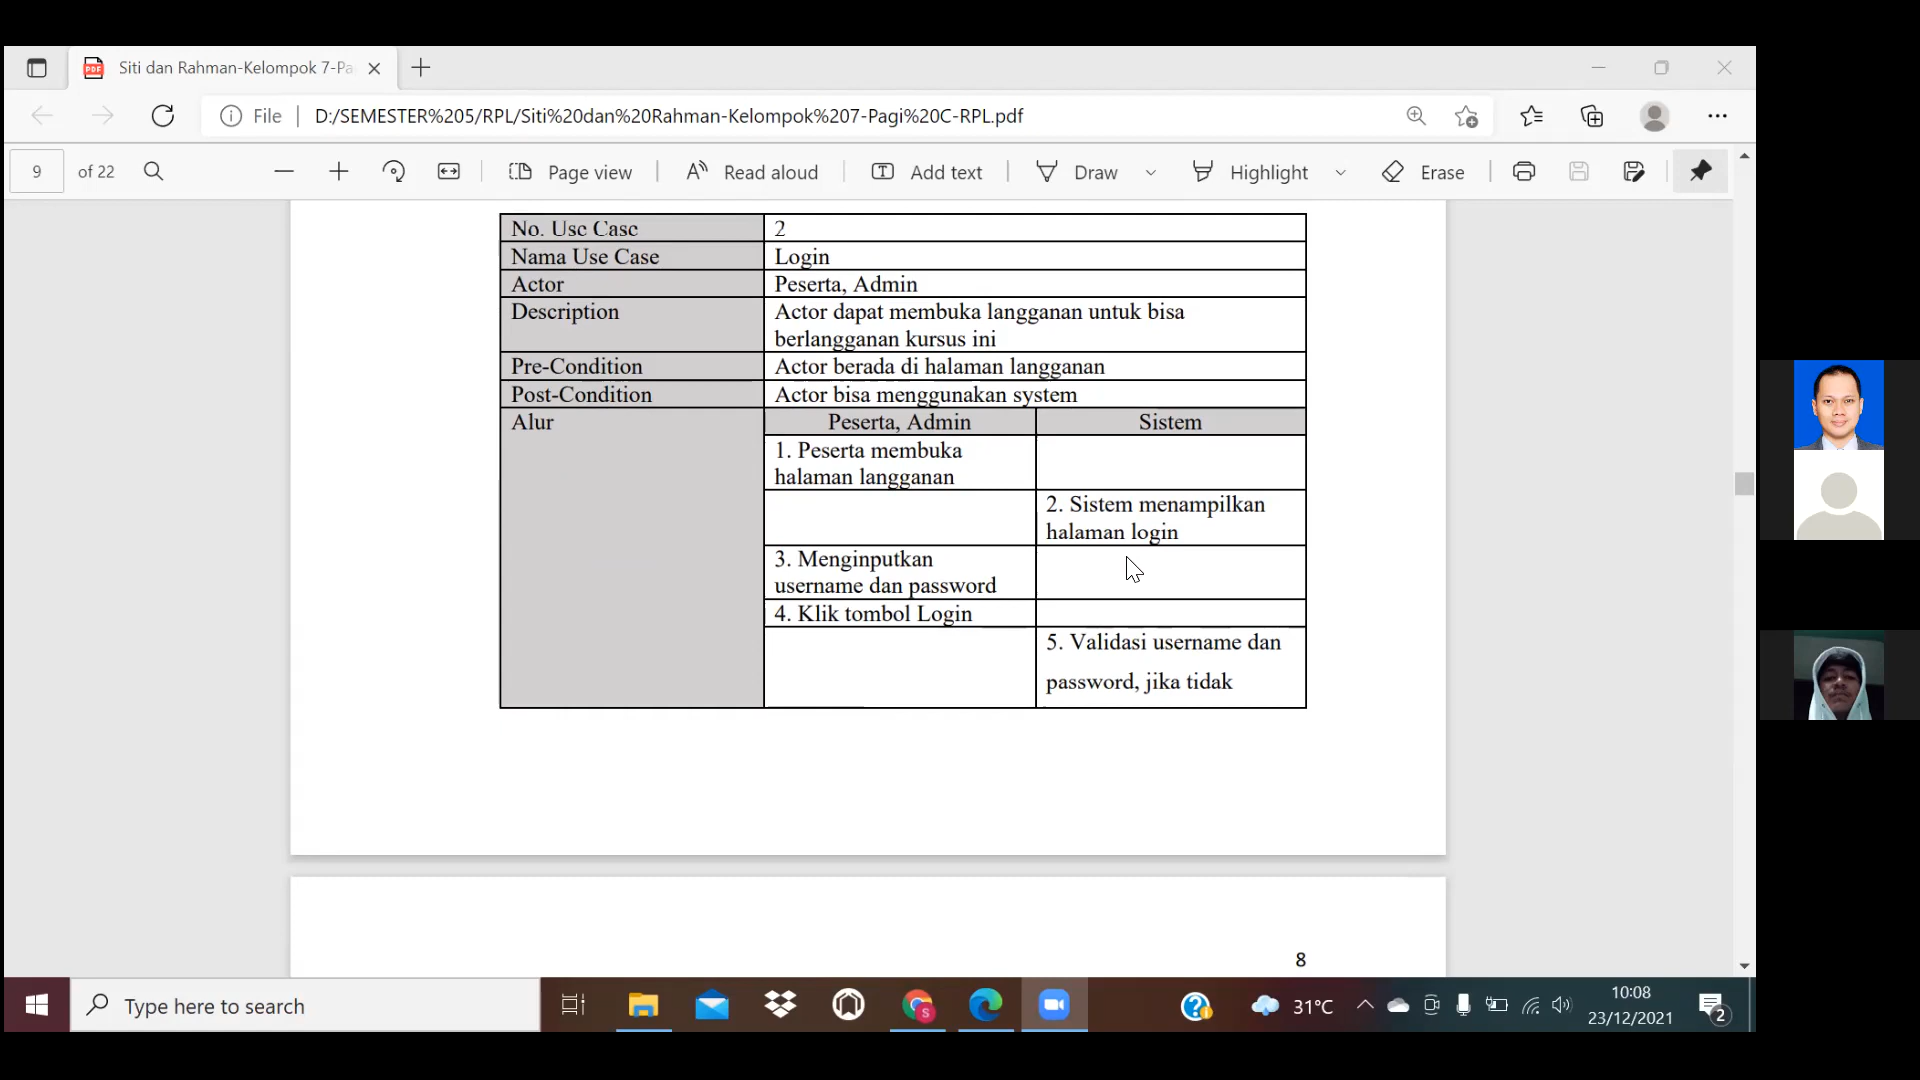 Siti dan Rahman-Kelompok 7-Pa
File
D:/SEMESTER%205/RPL/Siti%20dan%20Rahman-Kelompok%207-Pagi%20C-RPL.pdf
9 of 22
Page view
Read aloud
Add text
Draw
Highlight
Erase
No. Use Case 2
Nama Use Case Login
Actor Peserta, Admin
Description Actor dapat membuka langganan untuk bisa
berlangganan kursus ini
Pre-Condition Actor berada di halaman langganan
Post-Condition Actor bisa menggunakan system
Alur Peserta, Admin Sistem
1. Peserta membuka
halaman langganan
2. Sistem menampilkan
halaman login
3. Menginputkan
username dan password
4. Klik tombol Login
5. Validasi username dan
password, jika tidak
8
Type here to search
31°C
10:08
23/12/2021
2